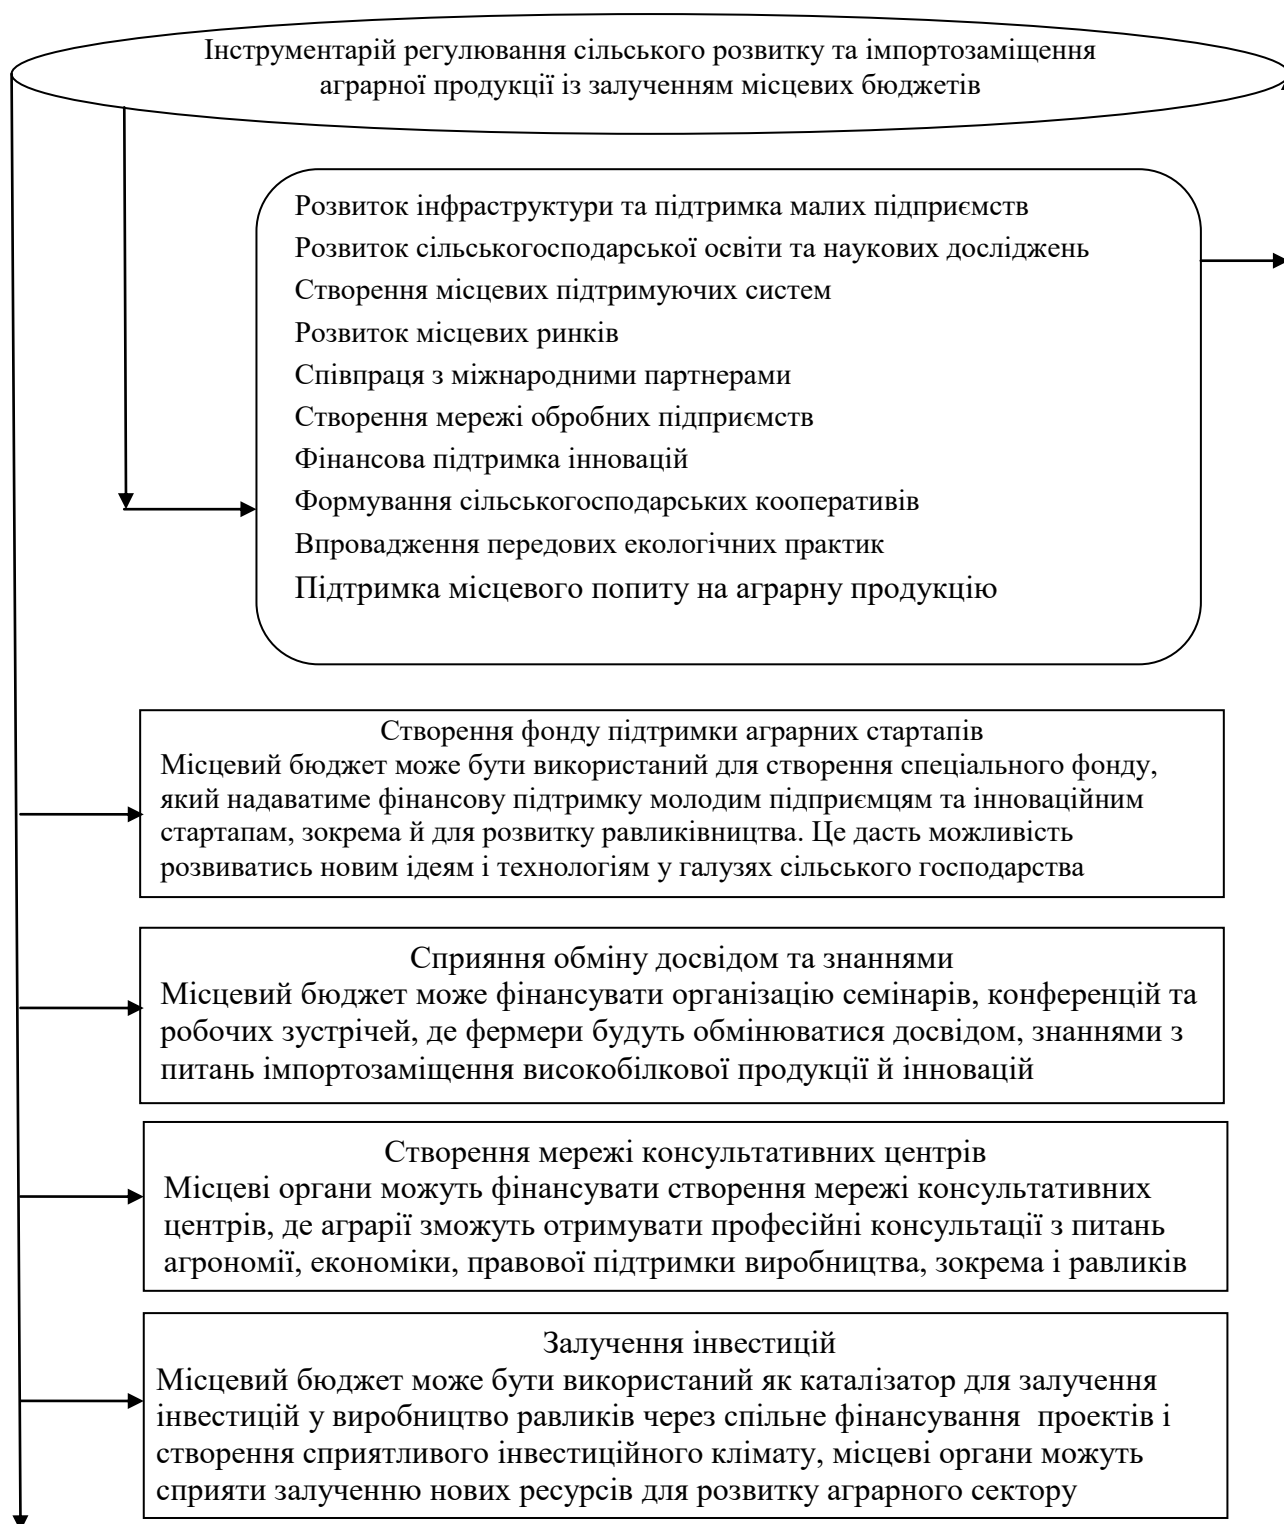 Інструментарій регулювання сільського розвитку та імпортозаміщення
аграрної продукції із залученням місцевих бюджетів
Розвиток інфраструктури та підтримка малих підприємств
Розвиток сільськогосподарської освіти та наукових досліджень
Створення місцевих підтримуючих систем
Розвиток місцевих ринків
Співпраця з міжнародними партнерами
Створення мережі обробних підприємств
Фінансова підтримка інновацій
Формування сільськогосподарських кооперативів
Впровадження передових екологічних практик
Підтримка місцевого попиту на аграрну продукцію
Створення фонду підтримки аграрних стартапів
Місцевий бюджет може бути використаний для створення спеціального фонду,
який надаватиме фінансову підтримку молодим підприємцям та інноваційним
стартапам, зокрема й для розвитку равликівництва. Це дасть можливість
розвиватись новим ідеям і технологіям у галузях сільського господарства
Сприяння обміну досвідом та знаннями
Місцевий бюджет може фінансувати організацію семінарів, конференцій та
робочих зустрічей, де фермери будуть обмінюватися досвідом, знаннями з
питань імпортозаміщення високобілкової продукції й інновацій
Створення мережі консультативних центрів
Місцеві органи можуть фінансувати створення мережі консультативних
центрів, де аграрії зможуть отримувати професійні консультації з питань
агрономії, економіки, правової підтримки виробництва, зокрема і равликів
Залучення інвестицій
Місцевий бюджет може бути використаний як каталізатор для залучення
інвестицій у виробництво равликів через спільне фінансування проектів і
створення сприятливого інвестиційного клімату, місцеві органи можуть
сприяти залученню нових ресурсів для розвитку аграрного сектору